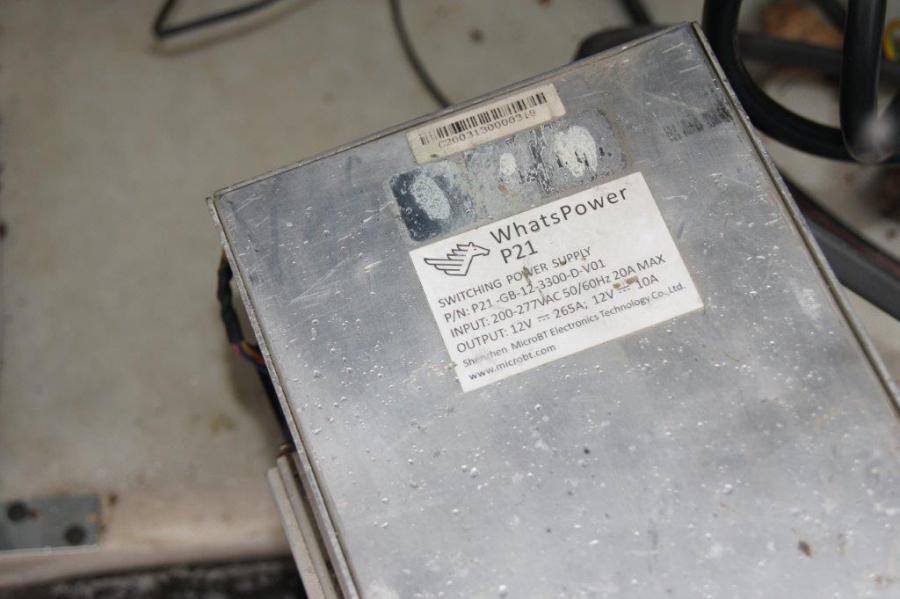 C2003130000319
WhatsPower
P21
SWITCHING POWER SUPPLY
P/N: P21-GB-12-3300-D-V01
INPUT: 200-277VAC 50/60Hz 20A MAX
OUTPUT: 12V ⎓ 265A; 12V ⎓ 10A
Shenzhen MicroBT Electronics Technology Co.,Ltd.
www.microbt.com